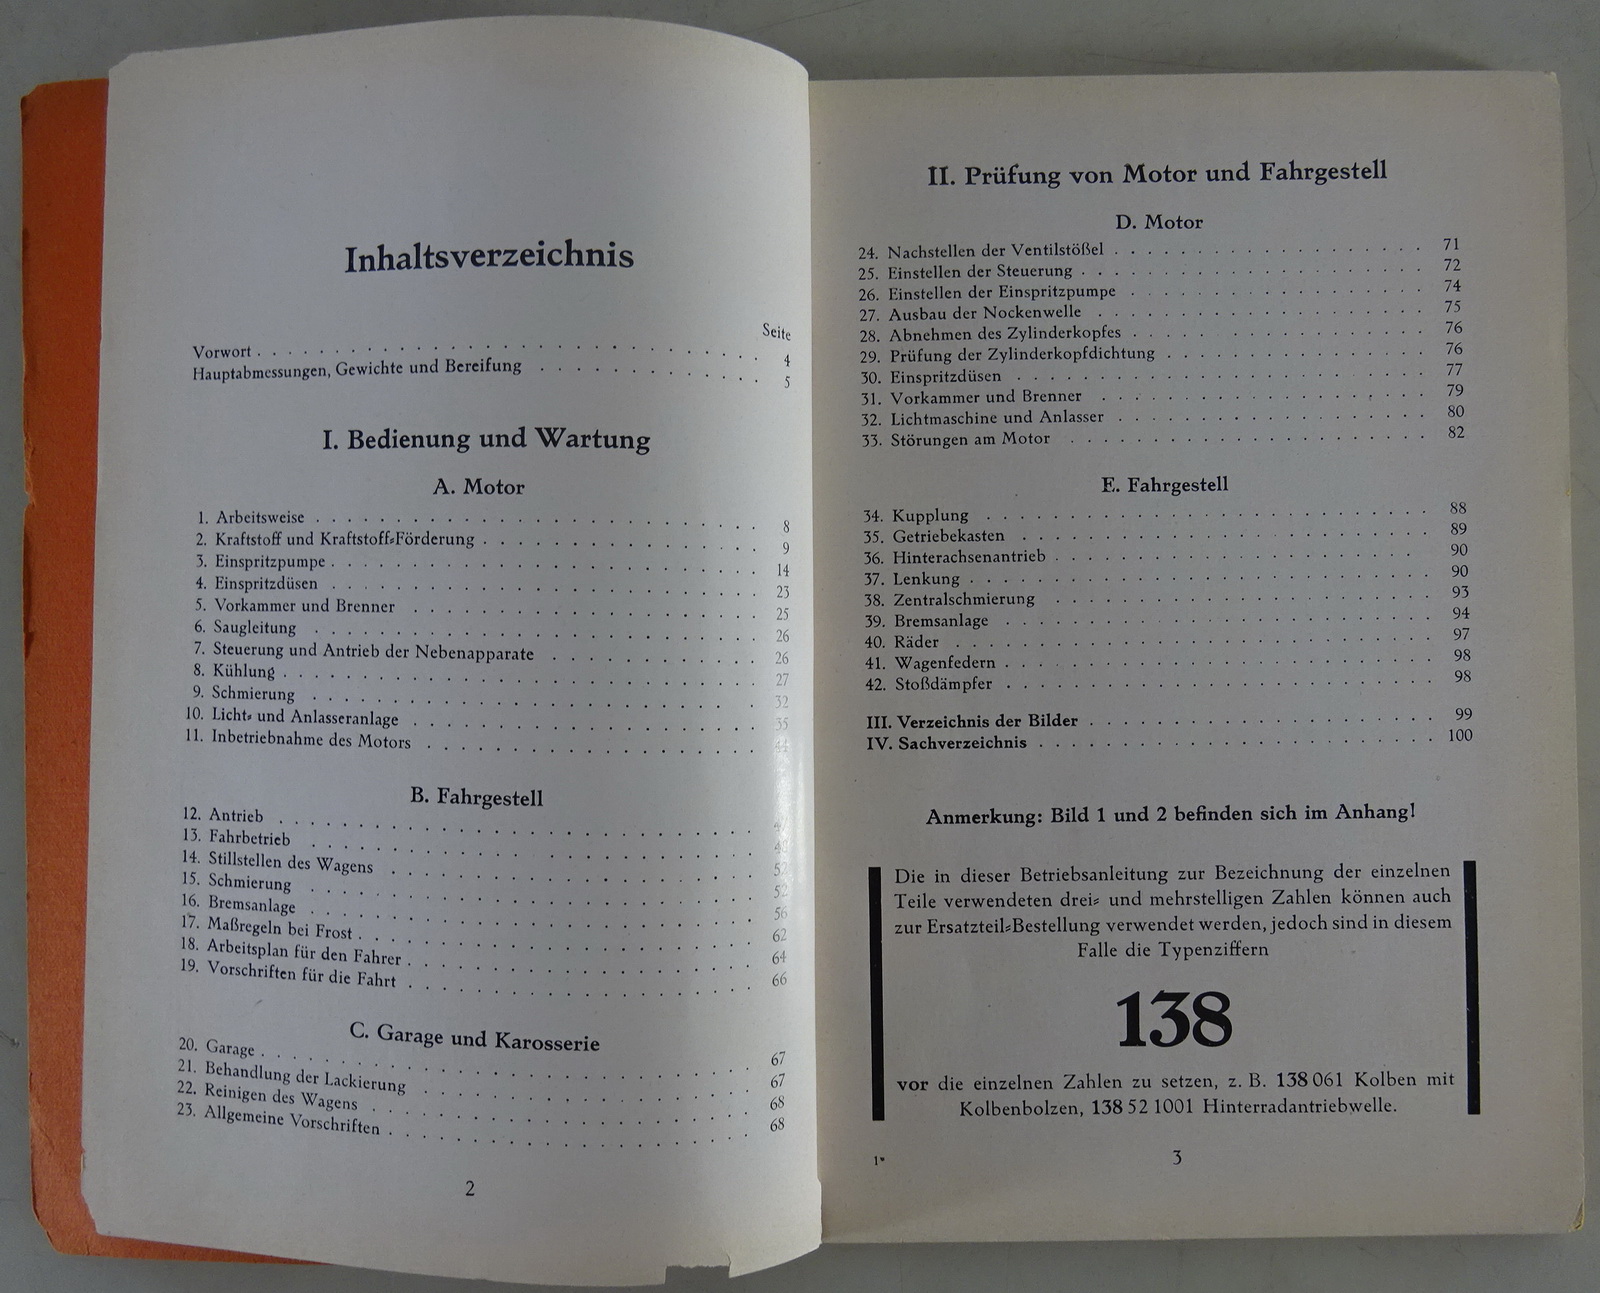 Inhaltsverzeichnis
Seite
Vorwort . . . . . . . . . . . . . . . . . . . . . . . . . . 4
Hauptabmessungen, Gewichte und Bereifung . . . . . . . . . . . . 5
I. Bedienung und Wartung
A. Motor
1. Arbeitsweise . . . . . . . . . . . . . . . . . . . . . . 8
2. Kraftstoff und Kraftstoff-Förderung . . . . . . . . . . . . . . 9
3. Einspritzpumpe . . . . . . . . . . . . . . . . . . . . . . 14
4. Einspritzdüsen . . . . . . . . . . . . . . . . . . . . . . 23
5. Vorkammer und Brenner . . . . . . . . . . . . . . . . . . 25
6. Saugleitung . . . . . . . . . . . . . . . . . . . . . . 26
7. Steuerung und Antrieb der Nebenapparate . . . . . . . . . . . 26
8. Kühlung . . . . . . . . . . . . . . . . . . . . . . . . 27
9. Schmierung . . . . . . . . . . . . . . . . . . . . . . 32
10. Licht- und Anlasseranlage . . . . . . . . . . . . . . . . . 35
11. Inbetriebnahme des Motors . . . . . . . . . . . . . . . . 44
B. Fahrgestell
12. Antrieb . . . . . . . . . . . . . . . . . . . . . . . .
13. Fahrbetrieb . . . . . . . . . . . . . . . . . . . . . .
14. Stillstellen des Wagens . . . . . . . . . . . . . . . . . . 52
15. Schmierung . . . . . . . . . . . . . . . . . . . . . . 52
16. Bremsanlage . . . . . . . . . . . . . . . . . . . . . . 56
17. Maßregeln bei Frost . . . . . . . . . . . . . . . . . . . 62
18. Arbeitsplan für den Fahrer . . . . . . . . . . . . . . . . . 64
19. Vorschriften für die Fahrt . . . . . . . . . . . . . . . . . 66
C. Garage und Karosserie
20. Garage . . . . . . . . . . . . . . . . . . . . . . . . 67
21. Behandlung der Lackierung . . . . . . . . . . . . . . . . 67
22. Reinigen des Wagens . . . . . . . . . . . . . . . . . . . 68
23. Allgemeine Vorschriften . . . . . . . . . . . . . . . . . . 68
2
II. Prüfung von Motor und Fahrgestell
D. Motor
24. Nachstellen der Ventilstößel . . . . . . . . . . . . . . . . 71
25. Einstellen der Steuerung . . . . . . . . . . . . . . . . . . 72
26. Einstellen der Einspritzpumpe . . . . . . . . . . . . . . . 74
27. Ausbau der Nockenwelle . . . . . . . . . . . . . . . . . 75
28. Abnehmen des Zylinderkopfes . . . . . . . . . . . . . . . 76
29. Prüfung der Zylinderkopfdichtung . . . . . . . . . . . . . 76
30. Einspritzdüsen . . . . . . . . . . . . . . . . . . . . . 77
31. Vorkammer und Brenner . . . . . . . . . . . . . . . . . 79
32. Lichtmaschine und Anlasser . . . . . . . . . . . . . . . . 80
33. Störungen am Motor . . . . . . . . . . . . . . . . . . 82
E. Fahrgestell
34. Kupplung . . . . . . . . . . . . . . . . . . . . . . . 88
35. Getriebekasten . . . . . . . . . . . . . . . . . . . . . 89
36. Hinterachsenantrieb . . . . . . . . . . . . . . . . . . . 90
37. Lenkung . . . . . . . . . . . . . . . . . . . . . . . . 90
38. Zentralschmierung . . . . . . . . . . . . . . . . . . . . 93
39. Bremsanlage . . . . . . . . . . . . . . . . . . . . . . 94
40. Räder . . . . . . . . . . . . . . . . . . . . . . . . . 97
41. Wagenfedern . . . . . . . . . . . . . . . . . . . . . . 98
42. Stoßdämpfer . . . . . . . . . . . . . . . . . . . . . . 98
III. Verzeichnis der Bilder . . . . . . . . . . . . . . . . . . 99
IV. Sachverzeichnis . . . . . . . . . . . . . . . . . . . . 100
Anmerkung: Bild 1 und 2 befinden sich im Anhang!
Die in dieser Betriebsanleitung zur Bezeichnung der einzelnen
Teile verwendeten drei- und mehrstelligen Zahlen können auch
zur Ersatzteil-Bestellung verwendet werden, jedoch sind in diesem
Falle die Typenziffern
138
vor die einzelnen Zahlen zu setzen, z. B. 138 061 Kolben mit
Kolbenbolzen, 138 52 1001 Hinterradantriebwelle.
1*
3